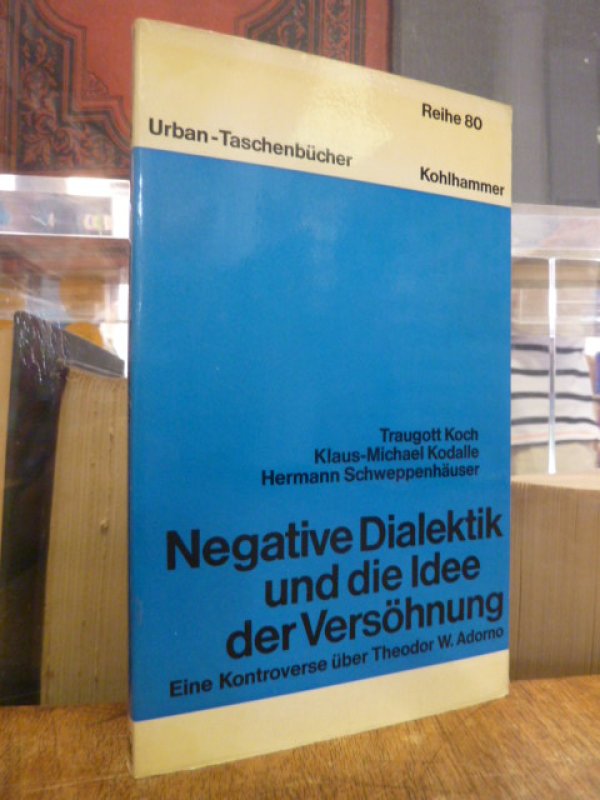 Reihe 80
Urban-Taschenbücher
Kohlhammer
Traugott Koch
Klaus-Michael Kodalle
Hermann Schweppenhäuser
Negative Dialektik
und die Idee
der Versöhnung
Eine Kontroverse über Theodor W. Adorno